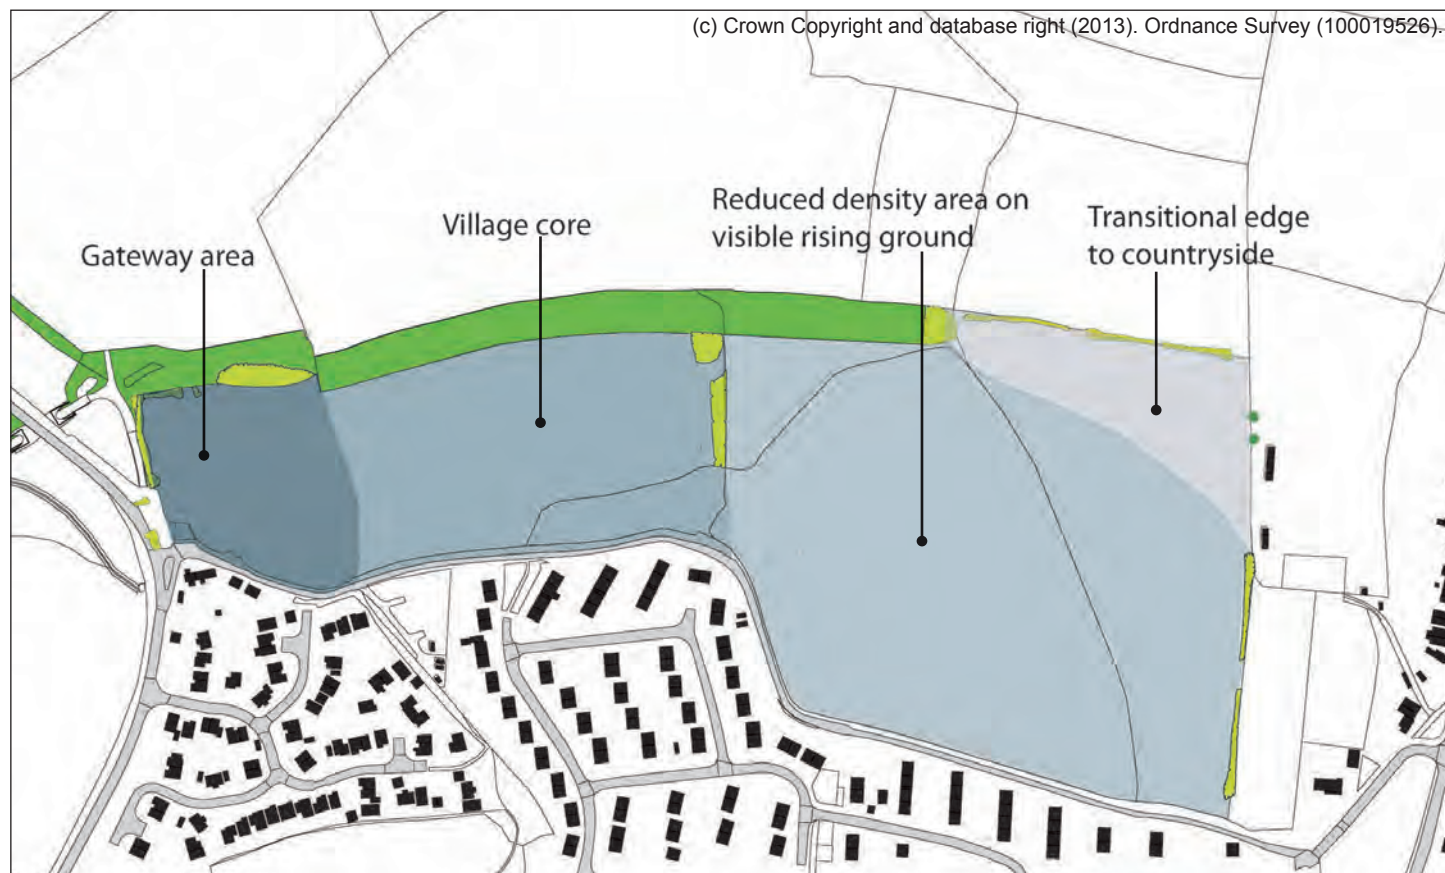 (c) Crown Copyright and database right (2013). Ordnance Survey (100019526).
Gateway area
Village core
Reduced density area on
visible rising ground
Transitional edge
to countryside